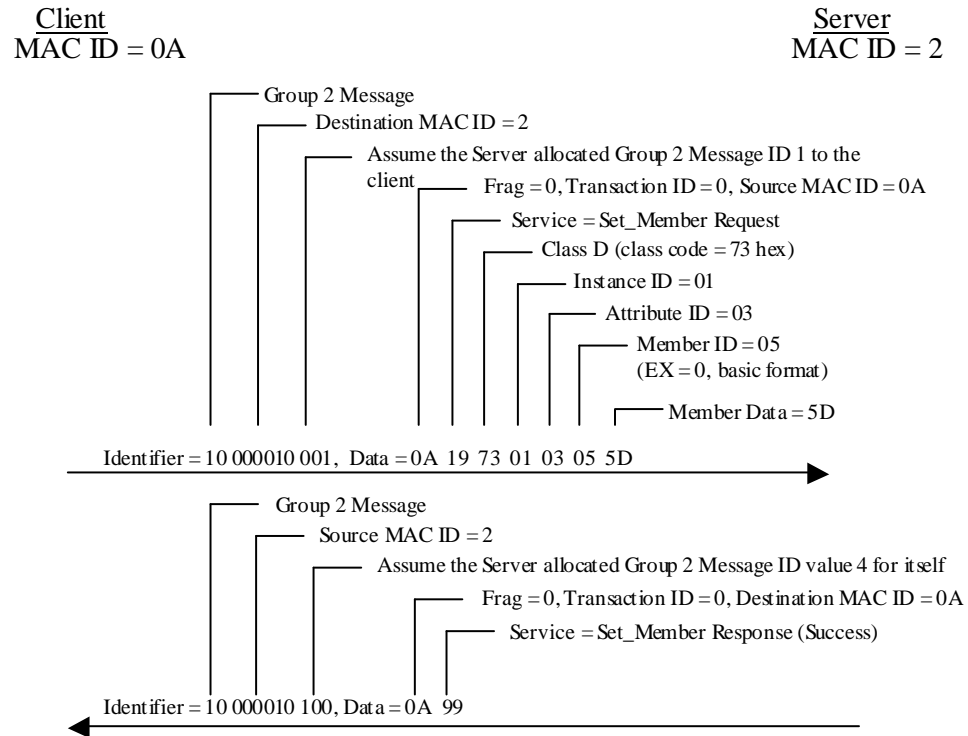 Client
MAC ID = 0A
Server
MAC ID = 2
Group 2 Message
Destination MAC ID = 2
Assume the Server allocated Group 2 Message ID 1 to the
client
Frag = 0, Transaction ID = 0, Source MAC ID = 0A
Service = Set_Member Request
Class D (class code = 73 hex)
Instance ID = 01
Attribute ID = 03
Member ID = 05
(EX = 0, basic format)
Member Data = 5D
Identifier = 10 000010 001, Data = 0A 19 73 01 03 05 5D
Group 2 Message
Source MAC ID = 2
Assume the Server allocated Group 2 Message ID value 4 for itself
Frag = 0, Transaction ID = 0, Destination MAC ID = 0A
Service = Set_Member Response (Success)
Identifier = 10 000010 100, Data = 0A 99